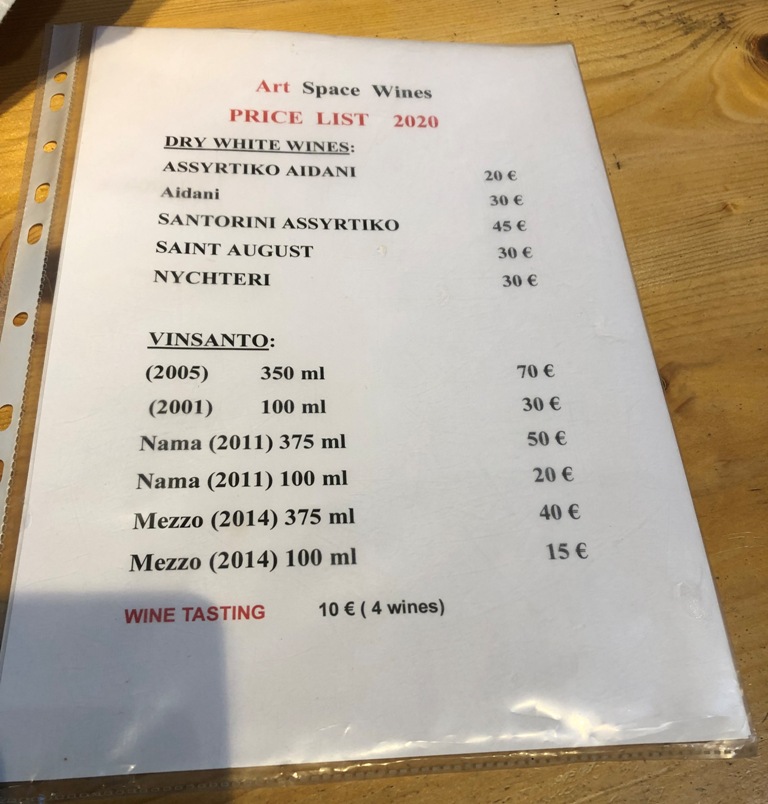 Art Space Wines
PRICE LIST 2020
DRY WHITE WINES:
ASSYRTIKO AIDANI 20 €
Aidani 30 €
SANTORINI ASSYRTIKO 45 €
SAINT AUGUST 30 €
NYCHTERI 30 €
VINSANTO:
(2005) 350 ml 70 €
(2001) 100 ml 30 €
Nama (2011) 375 ml 50 €
Nama (2011) 100 ml 20 €
Mezzo (2014) 375 ml 40 €
Mezzo (2014) 100 ml 15 €
WINE TASTING 10 € ( 4 wines)